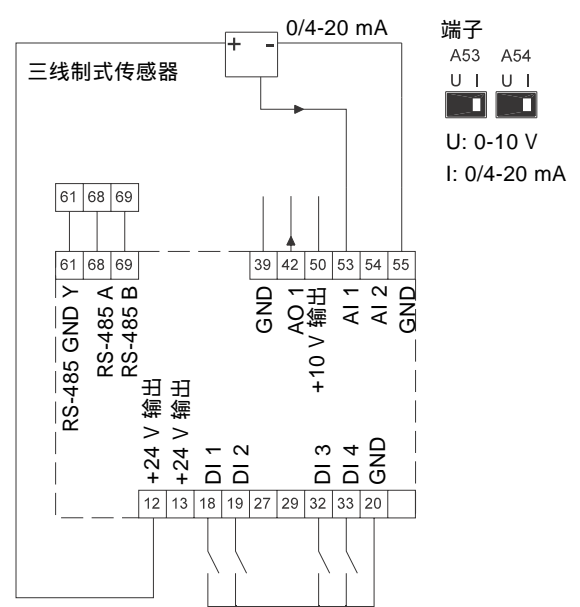 + -
0/4-20 mA
三线制式传感器
端子
A53 A54
U I U I
U: 0-10 V
I: 0/4-20 mA
61 68 69
61 68 69
39 42 50 53 54 55
RS-485 GND Y
RS-485 A
RS-485 B
GND
AO 1
+10 V 输出
AI 1
AI 2
GND
+24 V 输出
+24 V 输出
DI 1
DI 2
DI 3
DI 4
GND
12 13 18 19 27 29 32 33 20